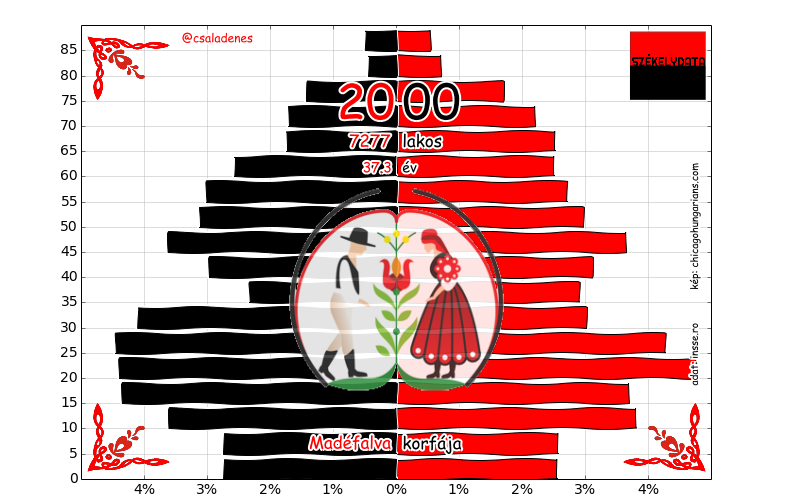 @csaladenes
SZÉKELYDATA
2000
7277 lakos
37.3 év
kép: chicagohungarians.com
adat: insse.ro
Madéfalva korfája
85
80
75
70
65
60
55
50
45
40
35
30
25
20
15
10
5
0
4% 3% 2% 1% 0% 1% 2% 3% 4%